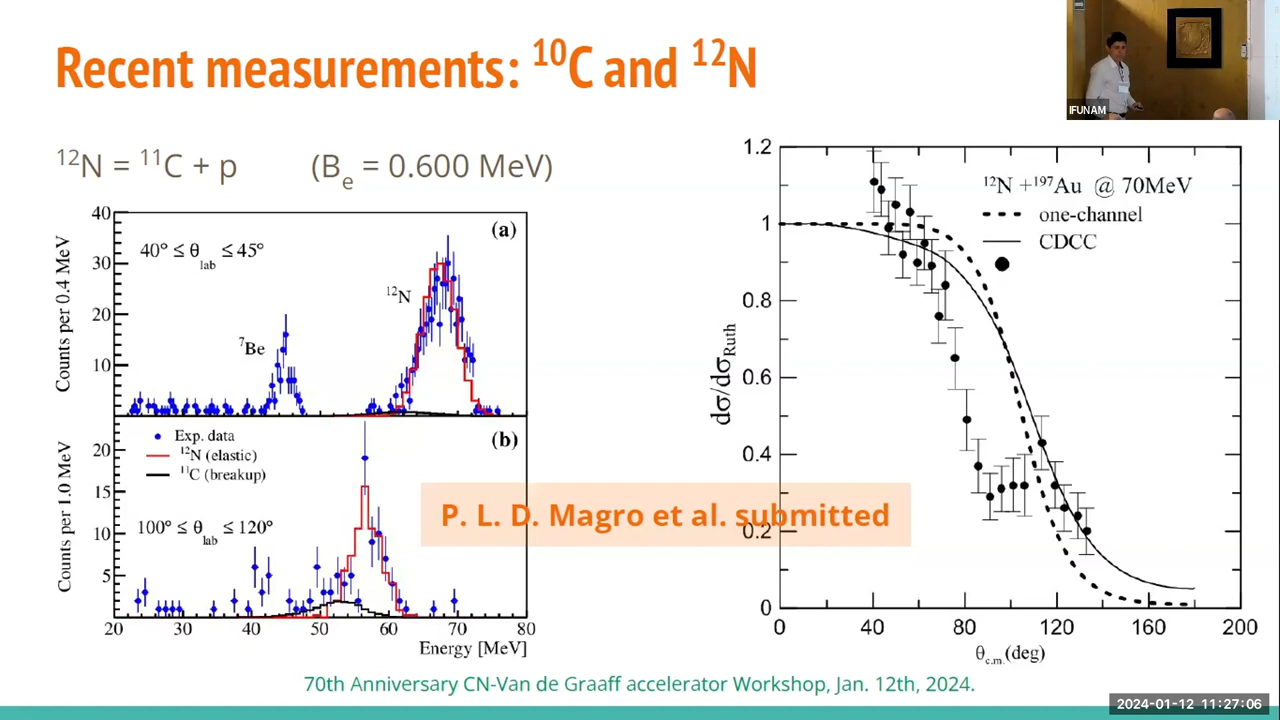 Recent measurements: ¹⁰C and ¹²N
IFUNAM
¹²N = ¹¹C + p (Bₑ = 0.600 MeV)
40
30
20
10
Counts per 0.4 MeV
40° ≤ θlab ≤ 45°
(a)
¹²N
⁷Be
20
15
10
5
Counts per 1.0 MeV
Exp. data
¹²N (elastic)
¹¹C (breakup)
(b)
100° ≤ θlab ≤ 120°
20 30 40 50 60 70 80
Energy [MeV]
1.2
1
0.8
0.6
0.4
0.2
0
dσ/dσRuth
¹²N +¹⁹⁷Au @ 70MeV
one-channel
CDCC
0 40 80 120 160 200
θc.m.(deg)
P. L. D. Magro et al. submitted
70th Anniversary CN-Van de Graaff accelerator Workshop, Jan. 12th, 2024.
2024-01-12 11:27:06